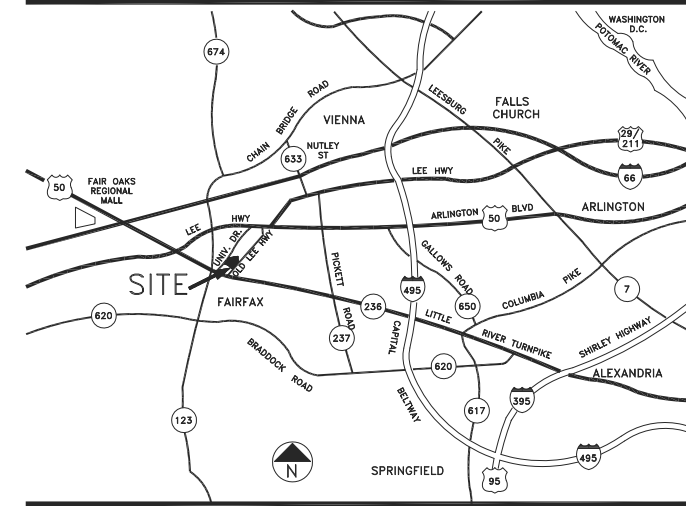 WASHINGTON
D.C.
POTOMAC RIVER
674
CHAIN BRIDGE ROAD
LEESBURG PIKE
FALLS
CHURCH
VIENNA
29/
211
NUTLEY
ST
633
66
LEE HWY
50
FAIR OAKS
REGIONAL
MALL
LEE HWY
ARLINGTON BLVD
50
ARLINGTON
UNIV. DR.
OLD LEE HWY
PICKETT ROAD
GALLOWS ROAD
SITE
FAIRFAX
495
COLUMBIA PIKE
7
236
650
620
LITTLE RIVER TURNPIKE
SHIRLEY HIGHWAY
237
CAPITAL BELTWAY
BRADDOCK ROAD
620
ALEXANDRIA
395
617
123
N
SPRINGFIELD
495
95